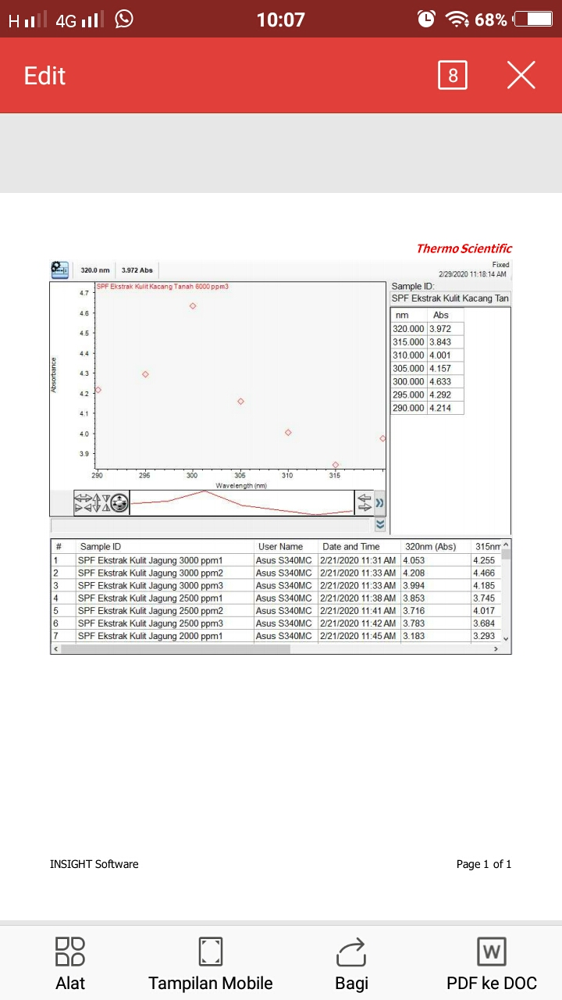 H 4G 10:07 68%
Edit 8
Thermo Scientific
320.0 nm 3.972 Abs
Fixed
2/29/2020 11:18:14 AM
SPF Ekstrak Kulit Kacang Tanah 6000 ppm3
Absorbance
4.7
4.6
4.5
4.4
4.3
4.2
4.1
4.0
3.9
290 295 300 305 310 315
Wavelength (nm)
Sample ID:
SPF Ekstrak Kulit Kacang Tan
nm Abs
320.000 3.972
315.000 3.843
310.000 4.001
305.000 4.157
300.000 4.633
295.000 4.292
290.000 4.214
# Sample ID User Name Date and Time 320nm (Abs) 315nm
1 SPF Ekstrak Kulit Jagung 3000 ppm1 Asus S340MC 2/21/2020 11:31 AM 4.053 4.255
2 SPF Ekstrak Kulit Jagung 3000 ppm2 Asus S340MC 2/21/2020 11:33 AM 4.208 4.466
3 SPF Ekstrak Kulit Jagung 3000 ppm3 Asus S340MC 2/21/2020 11:33 AM 3.994 4.185
4 SPF Ekstrak Kulit Jagung 2500 ppm1 Asus S340MC 2/21/2020 11:38 AM 3.853 3.745
5 SPF Ekstrak Kulit Jagung 2500 ppm2 Asus S340MC 2/21/2020 11:41 AM 3.716 4.017
6 SPF Ekstrak Kulit Jagung 2500 ppm3 Asus S340MC 2/21/2020 11:42 AM 3.783 3.684
7 SPF Ekstrak Kulit Jagung 2000 ppm1 Asus S340MC 2/21/2020 11:45 AM 3.183 3.293
INSIGHT Software Page 1 of 1
W
Alat Tampilan Mobile Bagi PDF ke DOC